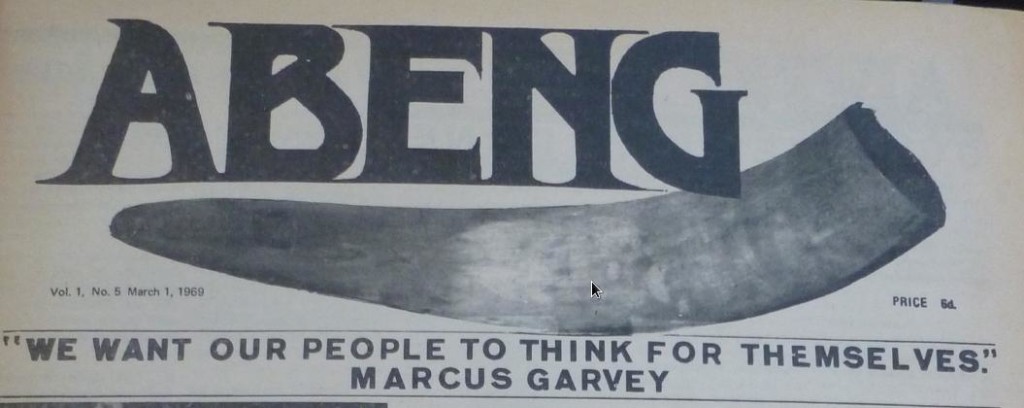 ABENG
Vol. 1, No. 5 March 1, 1969
PRICE 6d.
"WE WANT OUR PEOPLE TO THINK FOR THEMSELVES."
MARCUS GARVEY